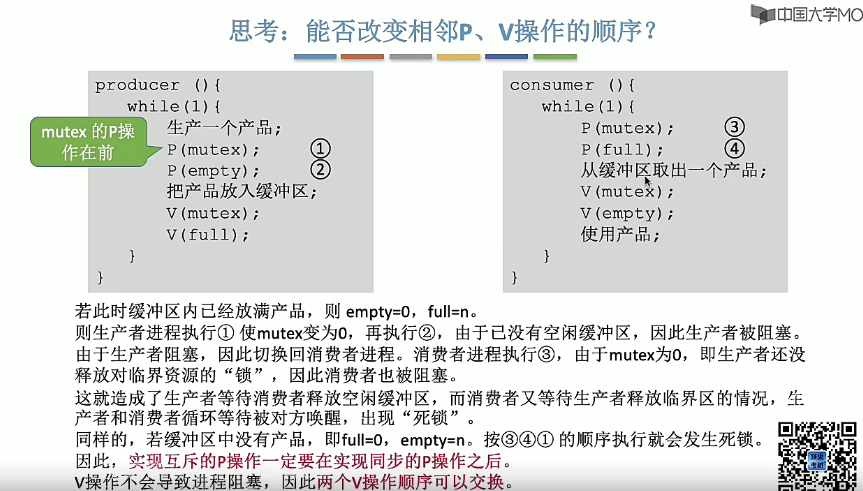 中国大学MO
思考：能否改变相邻P、V操作的顺序？
producer (){
while(1){
生产一个产品;
P(mutex); ①
P(empty); ②
把产品放入缓冲区;
V(mutex);
V(full);
}
}
mutex 的P操
作在前
consumer (){
while(1){
P(mutex); ③
P(full); ④
从缓冲区取出一个产品;
V(mutex);
V(empty);
使用产品;
}
}
若此时缓冲区内已经放满产品，则 empty=0，full=n。
则生产者进程执行① 使mutex变为0，再执行②，由于已没有空闲缓冲区，因此生产者被阻塞。
由于生产者阻塞，因此切换回消费者进程。消费者进程执行③，由于mutex为0，即生产者还没
释放对临界资源的“锁”，因此消费者也被阻塞。
这就造成了生产者等待消费者释放空闲缓冲区，而消费者又等待生产者释放临界区的情况，生
产者和消费者循环等待被对方唤醒，出现“死锁”。
同样的，若缓冲区中没有产品，即full=0，empty=n。按③④① 的顺序执行就会发生死锁。
因此，实现互斥的P操作一定要在实现同步的P操作之后。
V操作不会导致进程阻塞，因此两个V操作顺序可以交换。